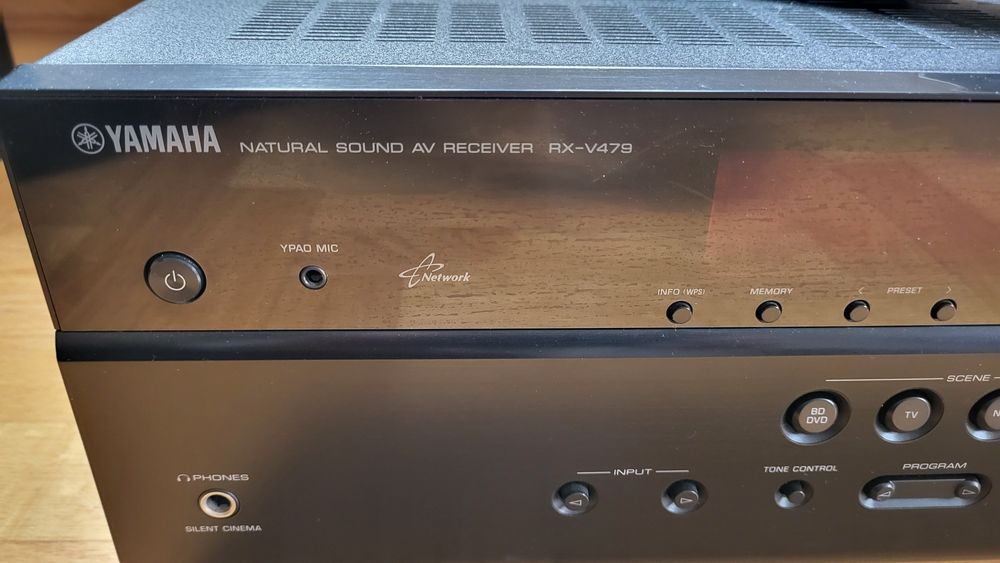 YAMAHA NATURAL SOUND AV RECEIVER RX-V479
YPAO MIC
Network
INFO (WPS) MEMORY < PRESET >
SCENE
BD DVD
TV
N
INPUT
TONE CONTROL
PROGRAM
PHONES
SILENT CINEMA